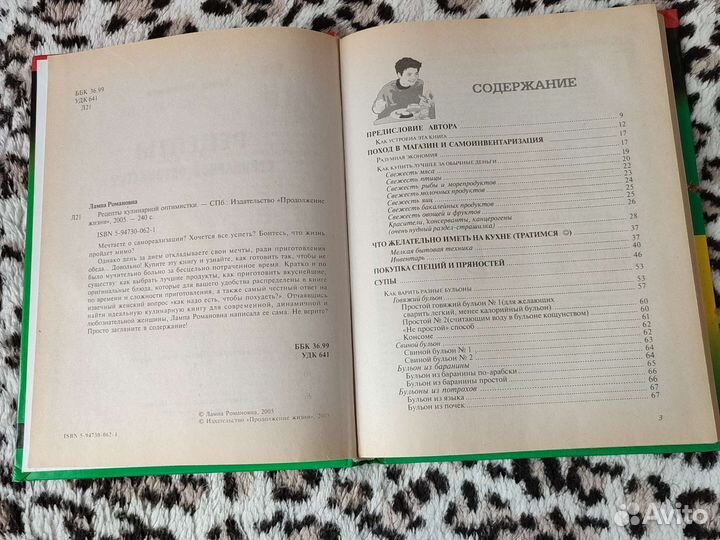 ББК 36.99
УДК 641
Л21
Лампа Романовна
Л21 Рецепты кулинарной оптимистки. — СПб.: Издательство «Продолжение
жизни», 2005. — 240 с.
ISBN 5-94730-062-1
Мечтаете о самореализации? Хочется все успеть? Боитесь, что жизнь
пройдет мимо?
Однако день за днем откладываете свои мечты, ради приготовления
обеда... Довольно! Купите эту книгу и узнайте, как готовить так, чтобы не
было мучительно больно за бесцельно потраченное время. Кратко и по
существу: как выбрать лучшие продукты, как приготовить вкуснейшие,
оригинальные блюда, которые для вашего удобства распределены в книге
по времени и сложности приготовления, а также самый честный ответ на
извечный женский вопрос «как надо есть, чтобы похудеть?» Отчаявшись
найти идеальную кулинарную книгу для современной, динамичной и
любознательной женщины, Лампа Романовна написала ее сама. Не верите?
Просто загляните в содержание!
ББК 36.99
УДК 641
© Лампа Романовна, 2005
© Издательство «Продолжение жизни», 2005
ISBN 5-94730-062-1
СОДЕРЖАНИЕ
ПРЕДИСЛОВИЕ АВТОРА 9
Как устроена эта книга 12
ПОХОД В МАГАЗИН И САМОИНВЕНТАРИЗАЦИЯ 17
Разумная экономия 17
Как купить лучшее за обычные деньги 19
Свежесть мяса 20
Свежесть птицы 22
Свежесть рыбы и морепродуктов 23
Свежесть молочных продуктов 24
Свежесть яиц 25
Свежесть бакалейных продуктов 25
Свежесть овощей и фруктов 26
Красители, консерванты, канцерогены
(очень нудный раздел-страшилка) 28
ЧТО ЖЕЛАТЕЛЬНО ИМЕТЬ НА КУХНЕ (ТРАТИМСЯ ☺) 37
Мелкая бытовая техника 37
Инвентарь 40
ПОКУПКА СПЕЦИЙ И ПРЯНОСТЕЙ 46
СУПЫ 53
Как варить разные бульоны 57
Говяжий бульон
Простой говяжий бульон № 1(для желающих
сварить легкий, менее калорийный бульон) 60
Простой № 2(считающим воду в бульоне кощунством) 60
«Не простой» способ 61
Консоме 62
Свиной бульон
Свиной бульон № 1 62
Свиной бульон № 2 64
Бульон из баранины
Бульон из баранины по-арабски 65
Бульон из баранины простой 66
Бульоны из потрохов
Бульон из языка 67
Бульон из почек 67
3
Avito